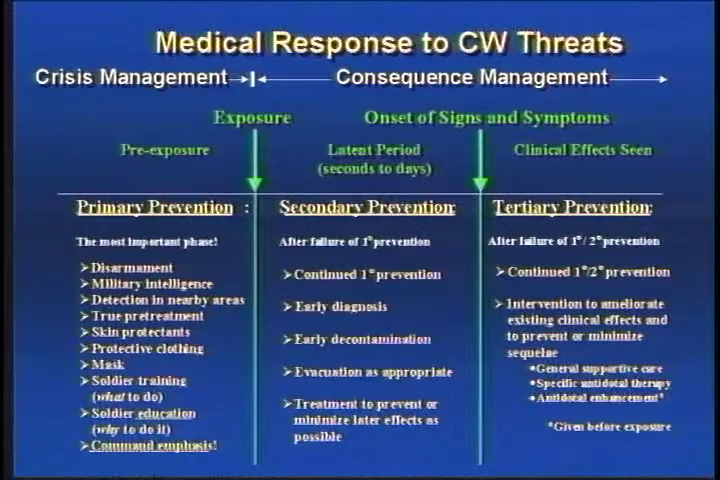 Medical Response to CW Threats
Crisis Management
Consequence Management
Exposure
Onset of Signs and Symptoms
Pre-exposure
Latent Period
(seconds to days)
Clinical Effects Seen
Primary Prevention :
The most important phase!
➢Disarmament
➢Military intelligence
➢Detection in nearby areas
➢True pretreatment
➢Skin protectants
➢Protective clothing
➢Mask
➢Soldier training
(what to do)
➢Soldier education
(why to do it)
➢Command emphasis!
Secondary Prevention:
After failure of 1° prevention
➢Continued 1° prevention
➢Early diagnosis
➢Early decontamination
➢Evacuation as appropriate
➢Treatment to prevent or
minimize later effects as
possible
Tertiary Prevention:
After failure of 1°/2° prevention
➢Continued 1°/2° prevention
➢Intervention to ameliorate
existing clinical effects and
to prevent or minimize
sequelae
•General supportive care
•Specific antidotal therapy
•Antidotal enhancement*
*Given before exposure